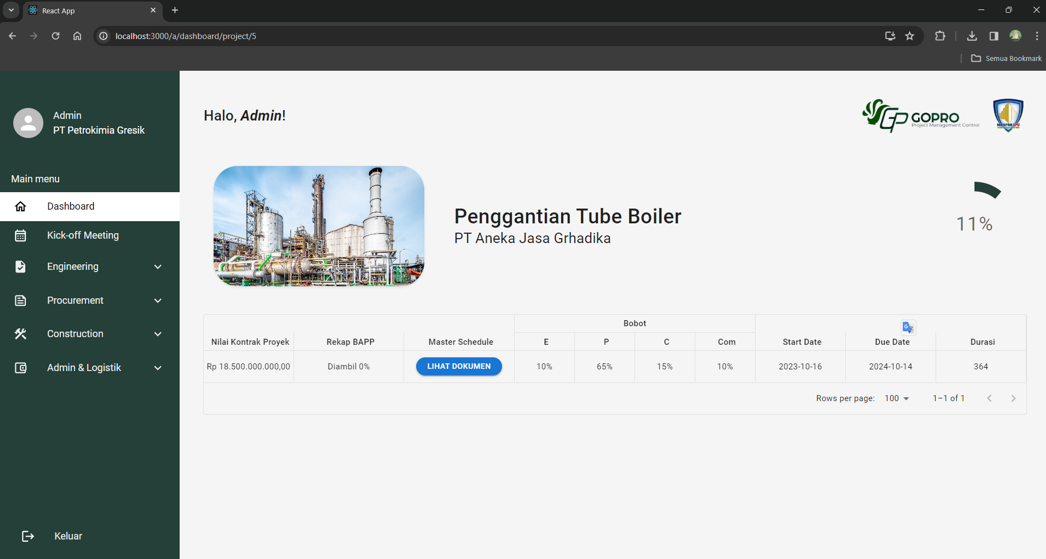 React App
localhost:3000/a/dashboard/project/5
Semua Bookmark
Admin
PT Petrokimia Gresik
Main menu
Dashboard
Kick-off Meeting
Engineering
Procurement
Construction
Admin & Logistik
Keluar
Halo, Admin!
GP GOPRO
Project Management Control
Penggantian Tube Boiler
PT Aneka Jasa Grhadika
11%
Bobot
Nilai Kontrak Proyek Rekap BAPP Master Schedule E P C Com Start Date Due Date Durasi
Rp 18.500.000.000,00 Diambil 0% LIHAT DOKUMEN 10% 65% 15% 10% 2023-10-16 2024-10-14 364
Rows per page: 100 1–1 of 1